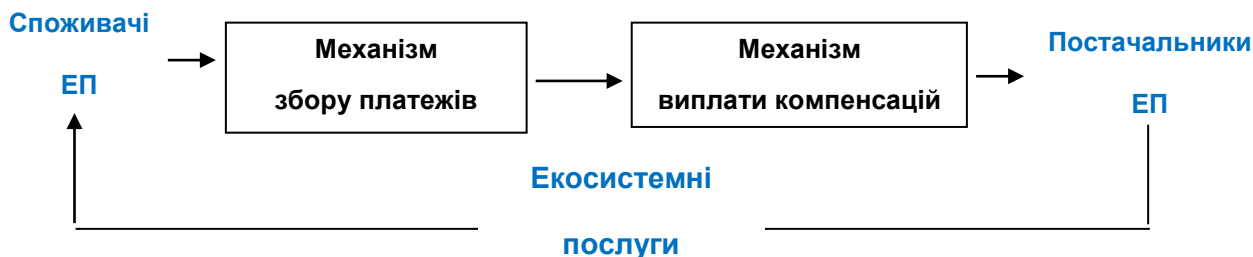 Споживачі
ЕП
Механізм
збору платежів
Механізм
виплати компенсацій
Постачальники
ЕП
Екосистемні
послуги